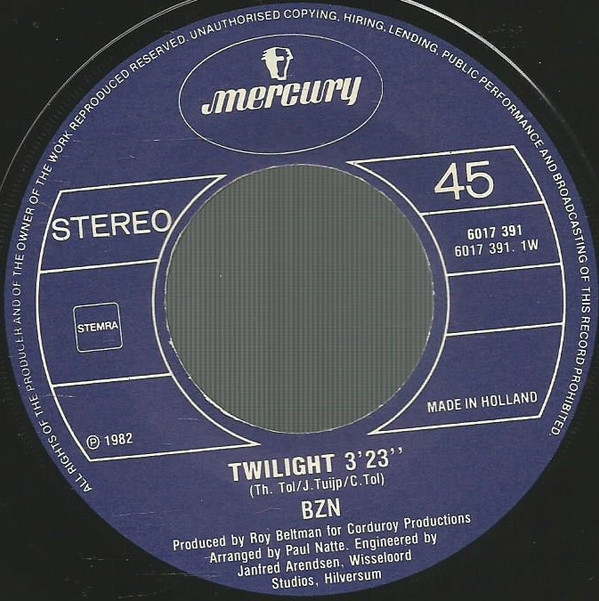 ALL RIGHTS OF THE PRODUCER AND OF THE OWNER OF THE WORK REPRODUCED RESERVED. UNAUTHORISED COPYING, HIRING, LENDING, PUBLIC PERFORMANCE AND BROADCASTING OF THIS RECORD PROHIBITED.
mercury
STEREO
45
6017 391
6017 391. 1W
STEMRA
MADE IN HOLLAND
℗ 1982
TWILIGHT 3'23''
(Th. Tol/J.Tuijp/C.Tol)
BZN
Produced by Roy Beltman for Corduroy Productions
Arranged by Paul Natte. Engineered by
Janfred Arendsen, Wisseloord
Studios, Hilversum